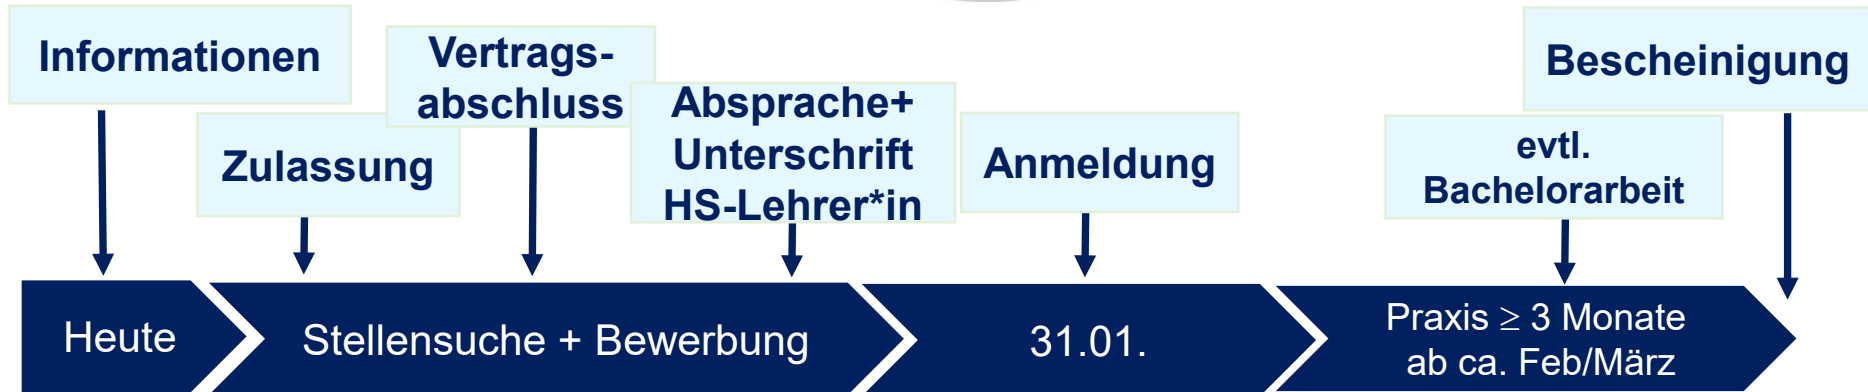 Informationen
Zulassung
Vertrags-
abschluss
Absprache+
Unterschrift
HS-Lehrer*in
Anmeldung
evtl.
Bachelorarbeit
Bescheinigung
Heute
Stellensuche + Bewerbung
31.01.
Praxis ≥ 3 Monate
ab ca. Feb/März